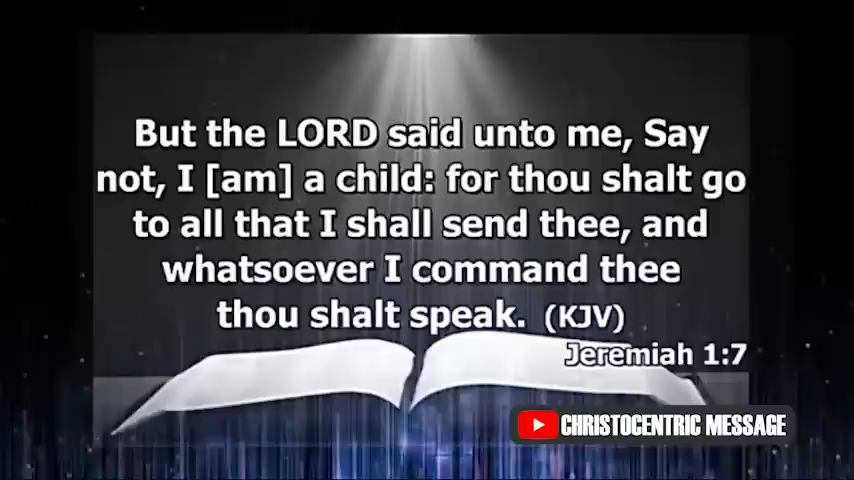 But the LORD said unto me, Say
not, I [am] a child: for thou shalt go
to all that I shall send thee, and
whatsoever I command thee
thou shalt speak. (KJV)
Jeremiah 1:7
CHRISTOCENTRIC MESSAGE